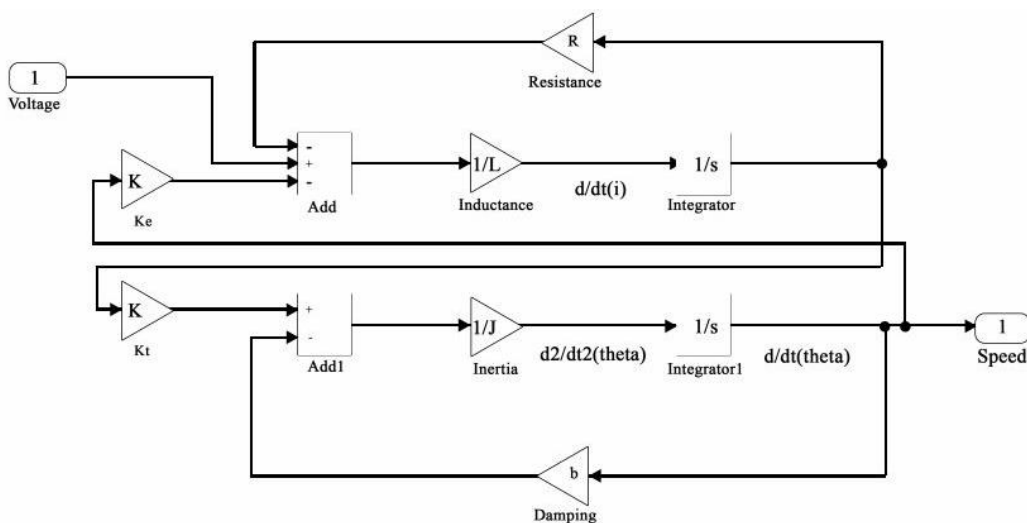 R
Resistance
1
Voltage
-
+
-
Add
1/L
Inductance
d/dt(i)
1/s
Integrator
K
Ke
K
Kt
+
-
Add1
1/J
Inertia
d2/dt2(theta)
1/s
Integrator1
d/dt(theta)
1
Speed
b
Damping